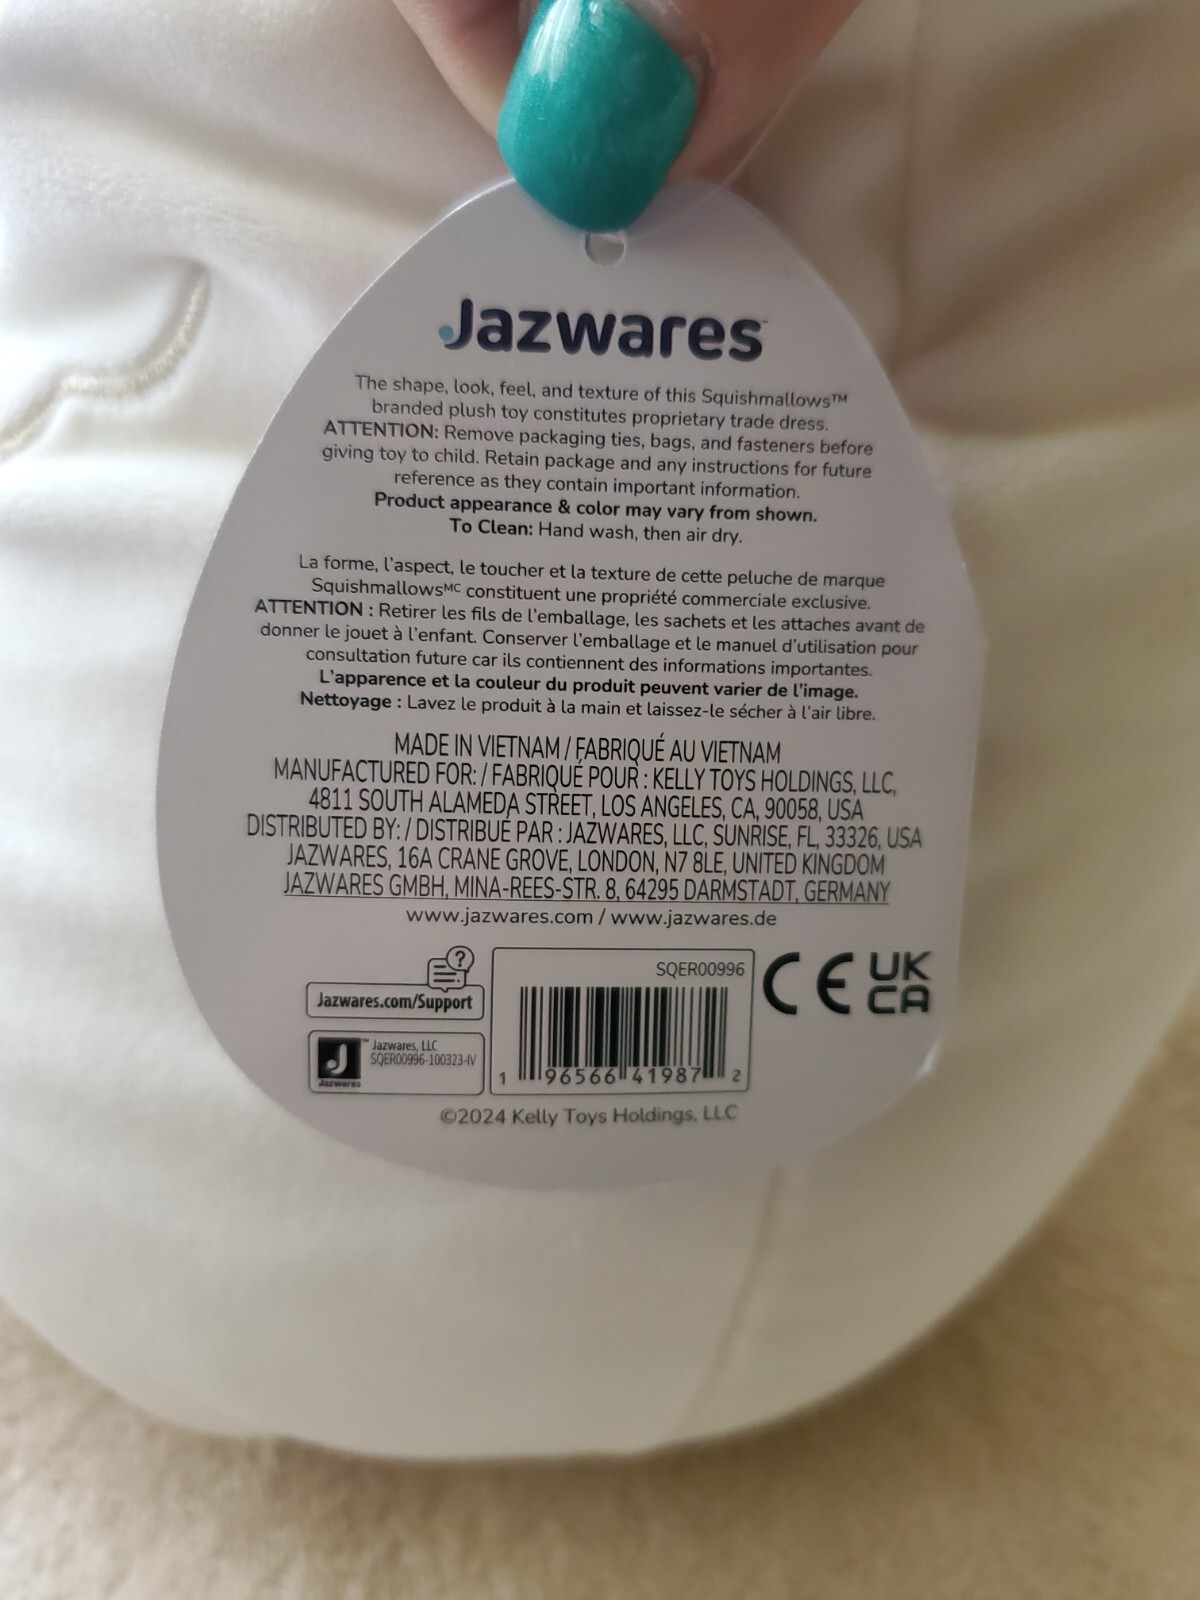 Jazwares™
The shape, look, feel, and texture of this Squishmallows™
branded plush toy constitutes proprietary trade dress.
ATTENTION: Remove packaging ties, bags, and fasteners before
giving toy to child. Retain package and any instructions for future
reference as they contain important information.
Product appearance & color may vary from shown.
To Clean: Hand wash, then air dry.
La forme, l'aspect, le toucher et la texture de cette peluche de marque
Squishmallowsᴹᶜ constituent une propriété commerciale exclusive.
ATTENTION : Retirer les fils de l'emballage, les sachets et les attaches avant de
donner le jouet à l'enfant. Conserver l'emballage et le manuel d'utilisation pour
consultation future car ils contiennent des informations importantes.
L'apparence et la couleur du produit peuvent varier de l'image.
Nettoyage : Lavez le produit à la main et laissez-le sécher à l'air libre.
MADE IN VIETNAM / FABRIQUÉ AU VIETNAM
MANUFACTURED FOR: / FABRIQUÉ POUR : KELLY TOYS HOLDINGS, LLC,
4811 SOUTH ALAMEDA STREET, LOS ANGELES, CA, 90058, USA
DISTRIBUTED BY: / DISTRIBUÉ PAR : JAZWARES, LLC, SUNRISE, FL, 33326, USA
JAZWARES, 16A CRANE GROVE, LONDON, N7 8LE, UNITED KINGDOM
JAZWARES GMBH, MINA-REES-STR. 8, 64295 DARMSTADT, GERMANY
www.jazwares.com / www.jazwares.de
?
Jazwares.com/Support
J™
Jazwares
Jazwares, LLC
SQER00996-100323-IV
SQER00996
1 96566 41987 2
CE
UK
CA
©2024 Kelly Toys Holdings, LLC